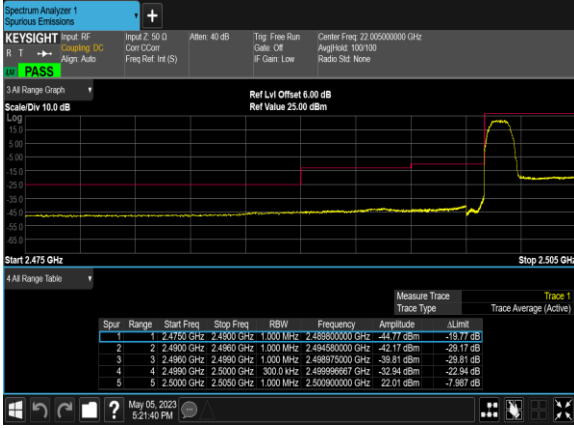 Spectrum Analyzer 1
Spurious Emissions
+
KEYSIGHT Input: RF Input Z: 50 Ω Atten: 40 dB Trig: Free Run Center Freq: 22.005000000 GHz
R T Coupling: DC Corr CCorr Gate: Off Avg|Hold: 100/100
Align: Auto Freq Ref: Int (S) IF Gain: Low Radio Std: None
LV PASS
3 All Range Graph
Ref Lvl Offset 6.00 dB
Scale/Div 10.0 dB Ref Value 25.00 dBm
Log
15.0
5.00
-5.00
-15.0
-25.0
-35.0
-45.0
-55.0
-65.0
Start 2.475 GHz Stop 2.505 GHz
4 All Range Table
Measure Trace Trace 1
Trace Type Trace Average (Active)
Spur Range Start Freq Stop Freq RBW Frequency Amplitude ΔLimit
1 1 2.4750 GHz 2.4900 GHz 1.000 MHz 2.489800000 GHz -44.77 dBm -19.77 dB
2 2 2.4900 GHz 2.4960 GHz 1.000 MHz 2.494580000 GHz -42.17 dBm -29.17 dB
3 3 2.4960 GHz 2.4990 GHz 1.000 MHz 2.498975000 GHz -39.81 dBm -29.81 dB
4 4 2.4990 GHz 2.5000 GHz 300.0 kHz 2.499996667 GHz -32.94 dBm -22.94 dB
5 5 2.5000 GHz 2.5050 GHz 1.000 MHz 2.500900000 GHz 22.01 dBm -7.987 dB
? May 05, 2023
5:21:40 PM